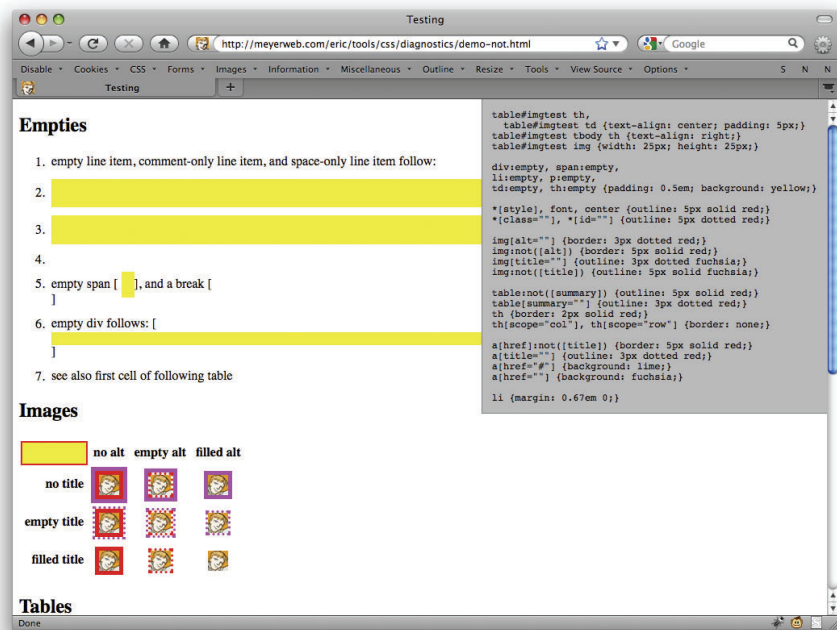 Testing
http://meyerweb.com/eric/tools/css/diagnostics/demo-not.html
Google
Disable Cookies CSS Forms Images Information Miscellaneous Outline Resize Tools View Source Options S N N
Testing +
Empties
1. empty line item, comment-only line item, and space-only line item follow:
2.
3.
4.
5. empty span [ ], and a break [
]
6. empty div follows: [
]
7. see also first cell of following table
Images
no alt empty alt filled alt
no title
empty title
filled title
Tables
Done
table#imgtest th,
table#imgtest td {text-align: center; padding: 5px;}
table#imgtest tbody th {text-align: right;}
table#imgtest img {width: 25px; height: 25px;}
div:empty, span:empty,
li:empty, p:empty,
td:empty, th:empty {padding: 0.5em; background: yellow;}
*[style], font, center {outline: 5px solid red;}
*[class=""], *[id=""] {outline: 5px dotted red;}
img[alt=""] {border: 3px dotted red;}
img:not([alt]) {border: 5px solid red;}
img[title=""] {outline: 3px dotted fuchsia;}
img:not([title]) {outline: 5px solid fuchsia;}
table:not([summary]) {outline: 5px solid red;}
table[summary=""] {outline: 3px dotted red;}
th {border: 2px solid red;}
th[scope="col"], th[scope="row"] {border: none;}
a[href]:not([title]) {border: 5px solid red;}
a[title=""] {outline: 3px dotted red;}
a[href="#"] {background: lime;}
a[href=""] {background: fuchsia;}
li {margin: 0.67em 0;}